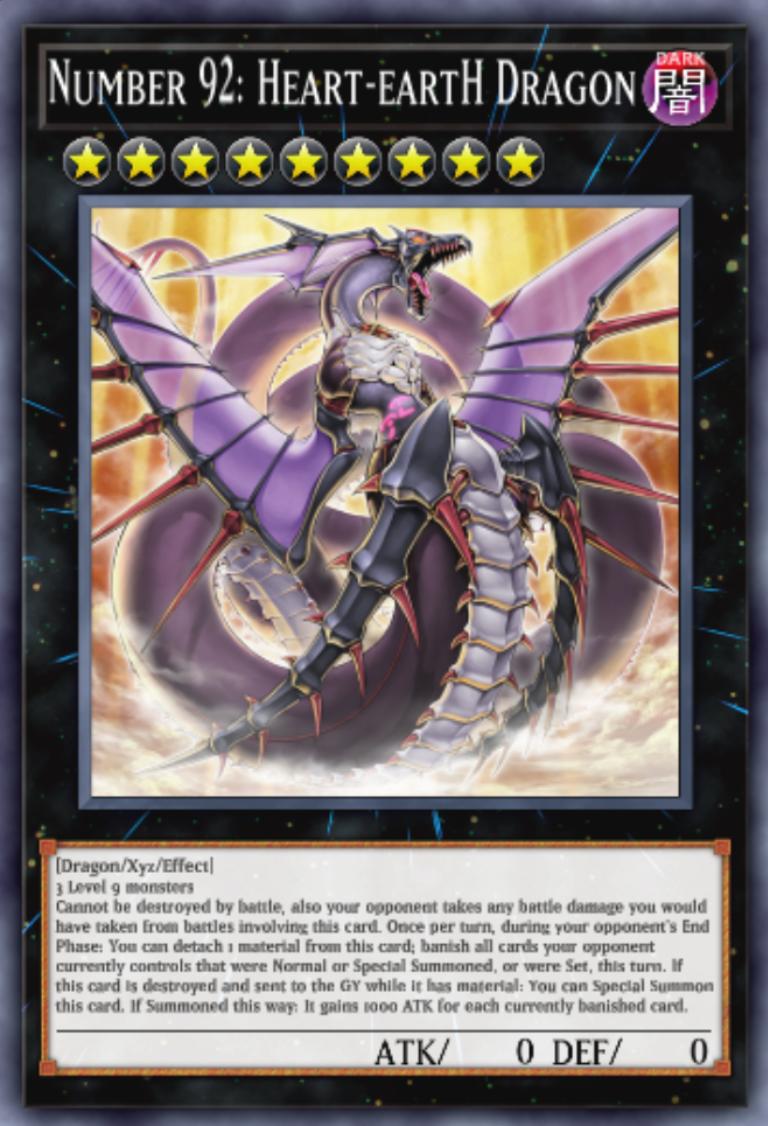 NUMBER 92: HEART-EARTH DRAGON
DARK
闇
92
[Dragon/Xyz/Effect]
3 Level 9 monsters
Cannot be destroyed by battle, also your opponent takes any battle damage you would
have taken from battles involving this card. Once per turn, during your opponent's End
Phase: You can detach 1 material from this card; banish all cards your opponent
currently controls that were Normal or Special Summoned, or were Set, this turn. If
this card is destroyed and sent to the GY while it has material: You can Special Summon
this card. If Summoned this way: It gains 1000 ATK for each currently banished card.
ATK/ 0 DEF/ 0